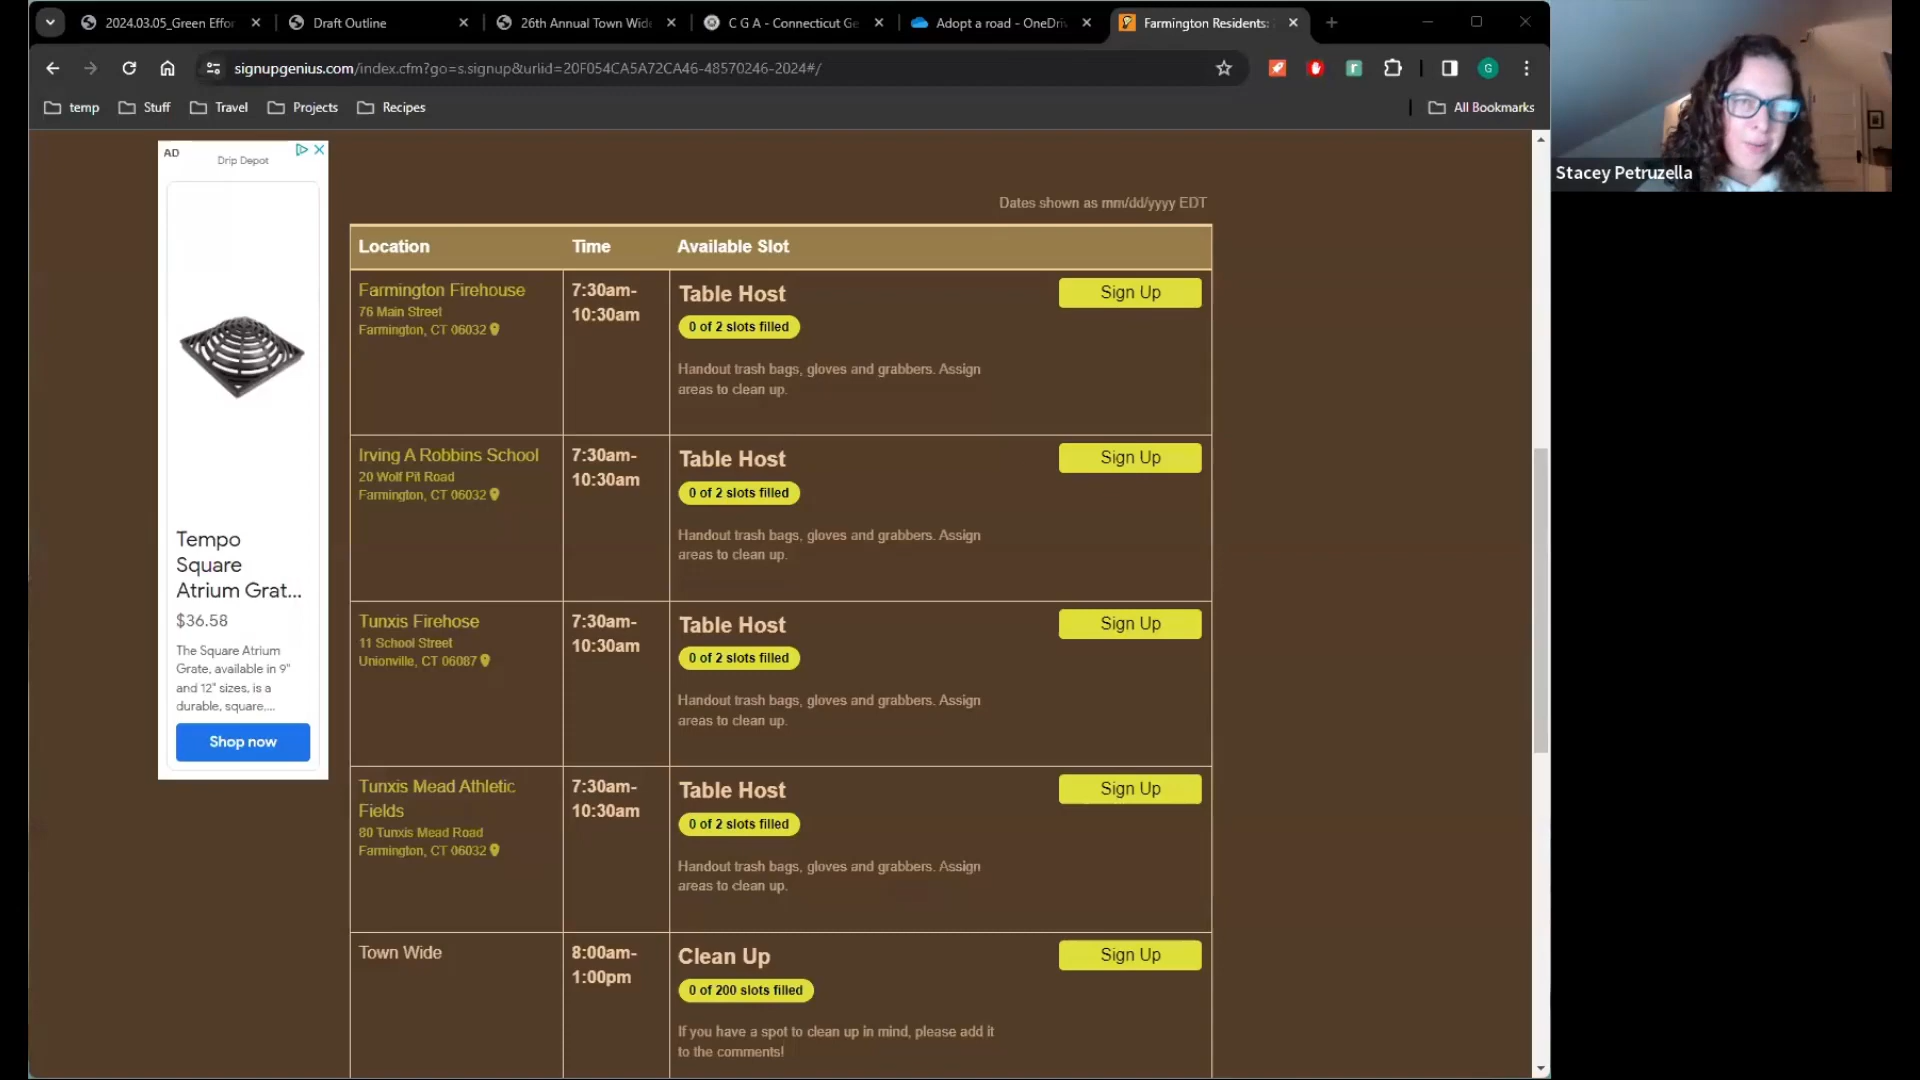 2024.03.05_Green Effor
Draft Outline
26th Annual Town Wide
C G A - Connecticut Ge
Adopt a road - OneDriv
Farmington Residents:
signupgenius.com/index.cfm?go=s.signup&urlid=20F054CA5A72CA46-48570246-2024#/
G
temp
Stuff
Travel
Projects
Recipes
All Bookmarks
Stacey Petruzella
AD
Drip Depot
Tempo
Square
Atrium Grat...
$36.58
The Square Atrium
Grate, available in 9"
and 12" sizes, is a
durable, square....
Shop now
Dates shown as mm/dd/yyyy EDT
Location Time Available Slot
Farmington Firehouse
76 Main Street
Farmington, CT 06032
7:30am-
10:30am
Table Host
0 of 2 slots filled
Handout trash bags, gloves and grabbers. Assign
areas to clean up.
Sign Up
Irving A Robbins School
20 Wolf Pit Road
Farmington, CT 06032
7:30am-
10:30am
Table Host
0 of 2 slots filled
Handout trash bags, gloves and grabbers. Assign
areas to clean up.
Sign Up
Tunxis Firehose
11 School Street
Unionville, CT 06087
7:30am-
10:30am
Table Host
0 of 2 slots filled
Handout trash bags, gloves and grabbers. Assign
areas to clean up.
Sign Up
Tunxis Mead Athletic
Fields
80 Tunxis Mead Road
Farmington, CT 06032
7:30am-
10:30am
Table Host
0 of 2 slots filled
Handout trash bags, gloves and grabbers. Assign
areas to clean up.
Sign Up
Town Wide
8:00am-
1:00pm
Clean Up
0 of 200 slots filled
If you have a spot to clean up in mind, please add it
to the comments!
Sign Up